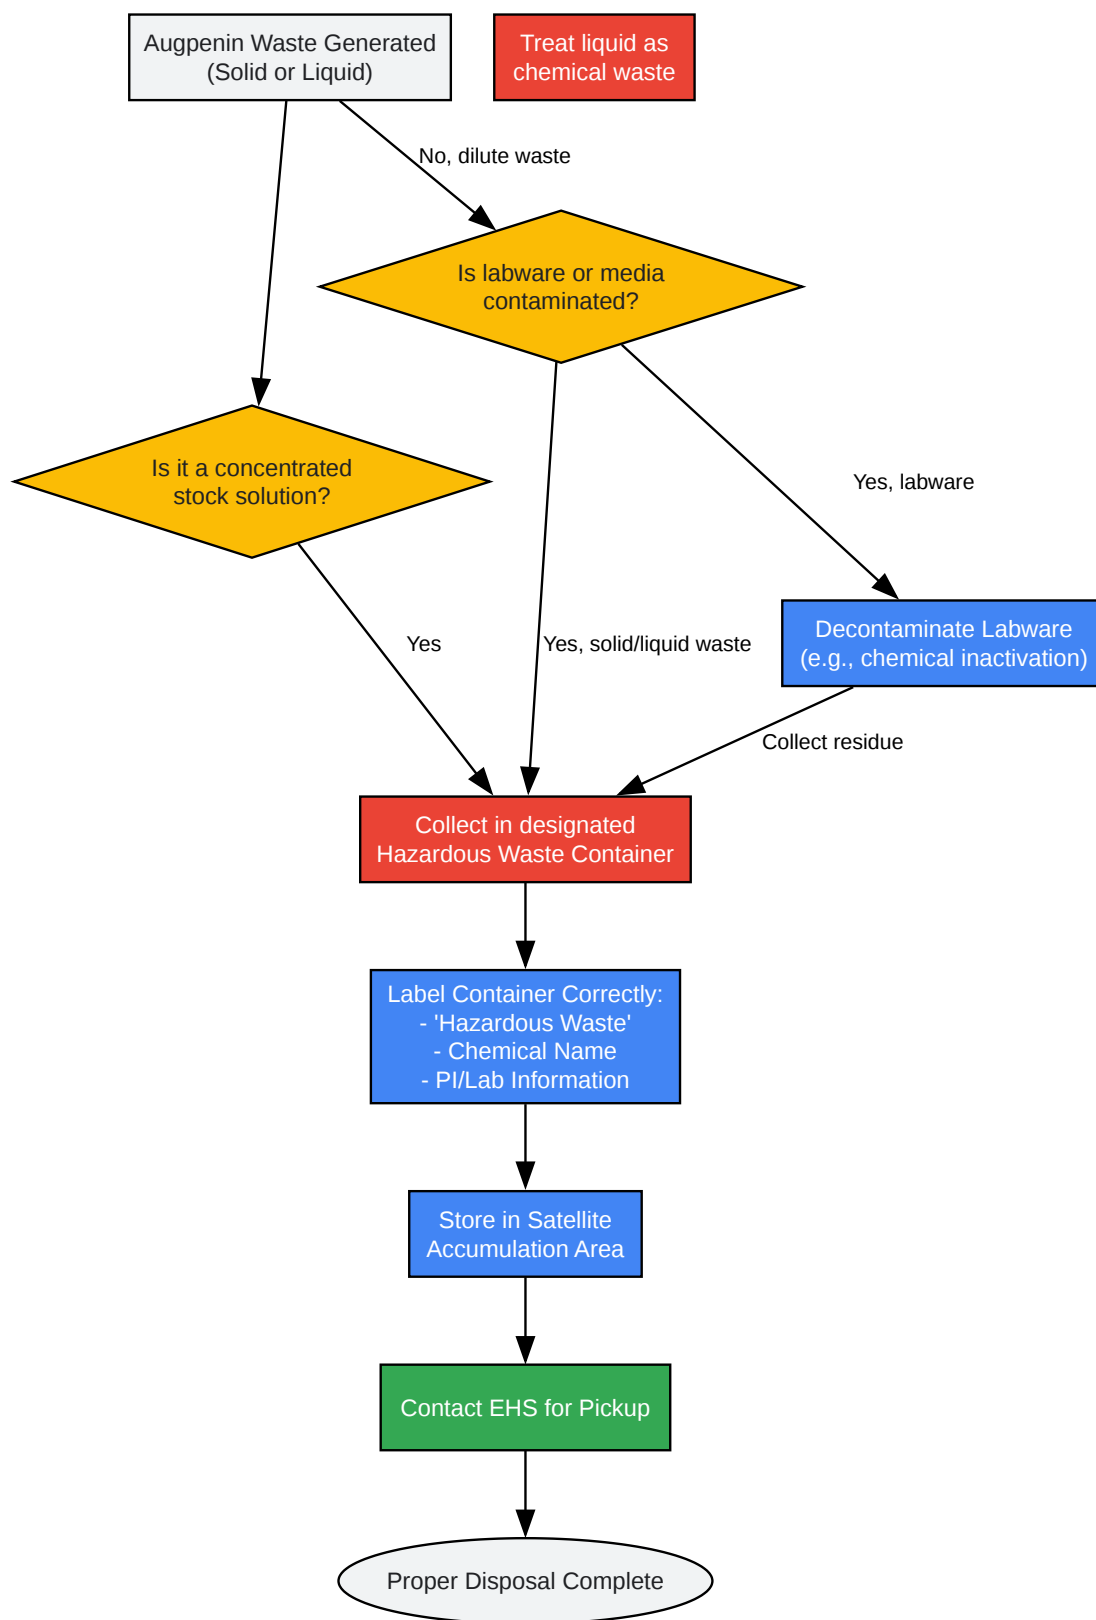 Augpenin Waste Generated
(Solid or Liquid)
Treat liquid as
chemical waste
No, dilute waste
Is labware or media
contaminated?
Is it a concentrated
stock solution?
Yes, labware
Yes
Yes, solid/liquid waste
Decontaminate Labware
(e.g., chemical inactivation)
Collect residue
Collect in designated
Hazardous Waste Container
Label Container Correctly:
- 'Hazardous Waste'
- Chemical Name
- PI/Lab Information
Store in Satellite
Accumulation Area
Contact EHS for Pickup
Proper Disposal Complete